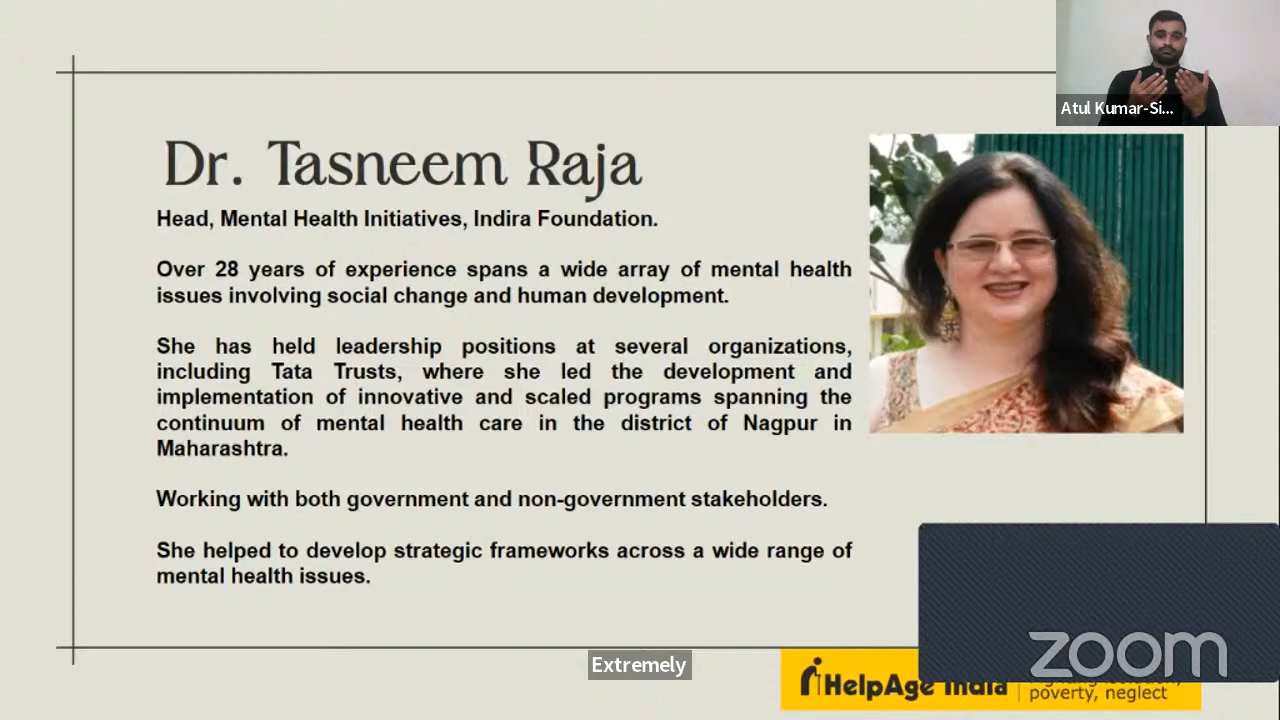 Atul Kumar-Si...
Dr. Tasneem Raja
Head, Mental Health Initiatives, Indira Foundation.
Over 28 years of experience spans a wide array of mental health
issues involving social change and human development.
She has held leadership positions at several organizations,
including Tata Trusts, where she led the development and
implementation of innovative and scaled programs spanning the
continuum of mental health care in the district of Nagpur in
Maharashtra.
Working with both government and non-government stakeholders.
She helped to develop strategic frameworks across a wide range of
mental health issues.
Extremely
HelpAge India
poverty, neglect
zoom